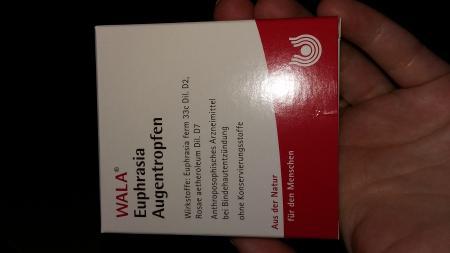 WALA®
Euphrasia
Augentropfen
Wirkstoffe: Euphrasia ferm 33c Dil. D2,
Rosae aetheroleum Dil. D7
Anthroposophisches Arzneimittel
bei Bindehautentzündung
ohne Konservierungsstoffe
Aus der Natur
für den Menschen